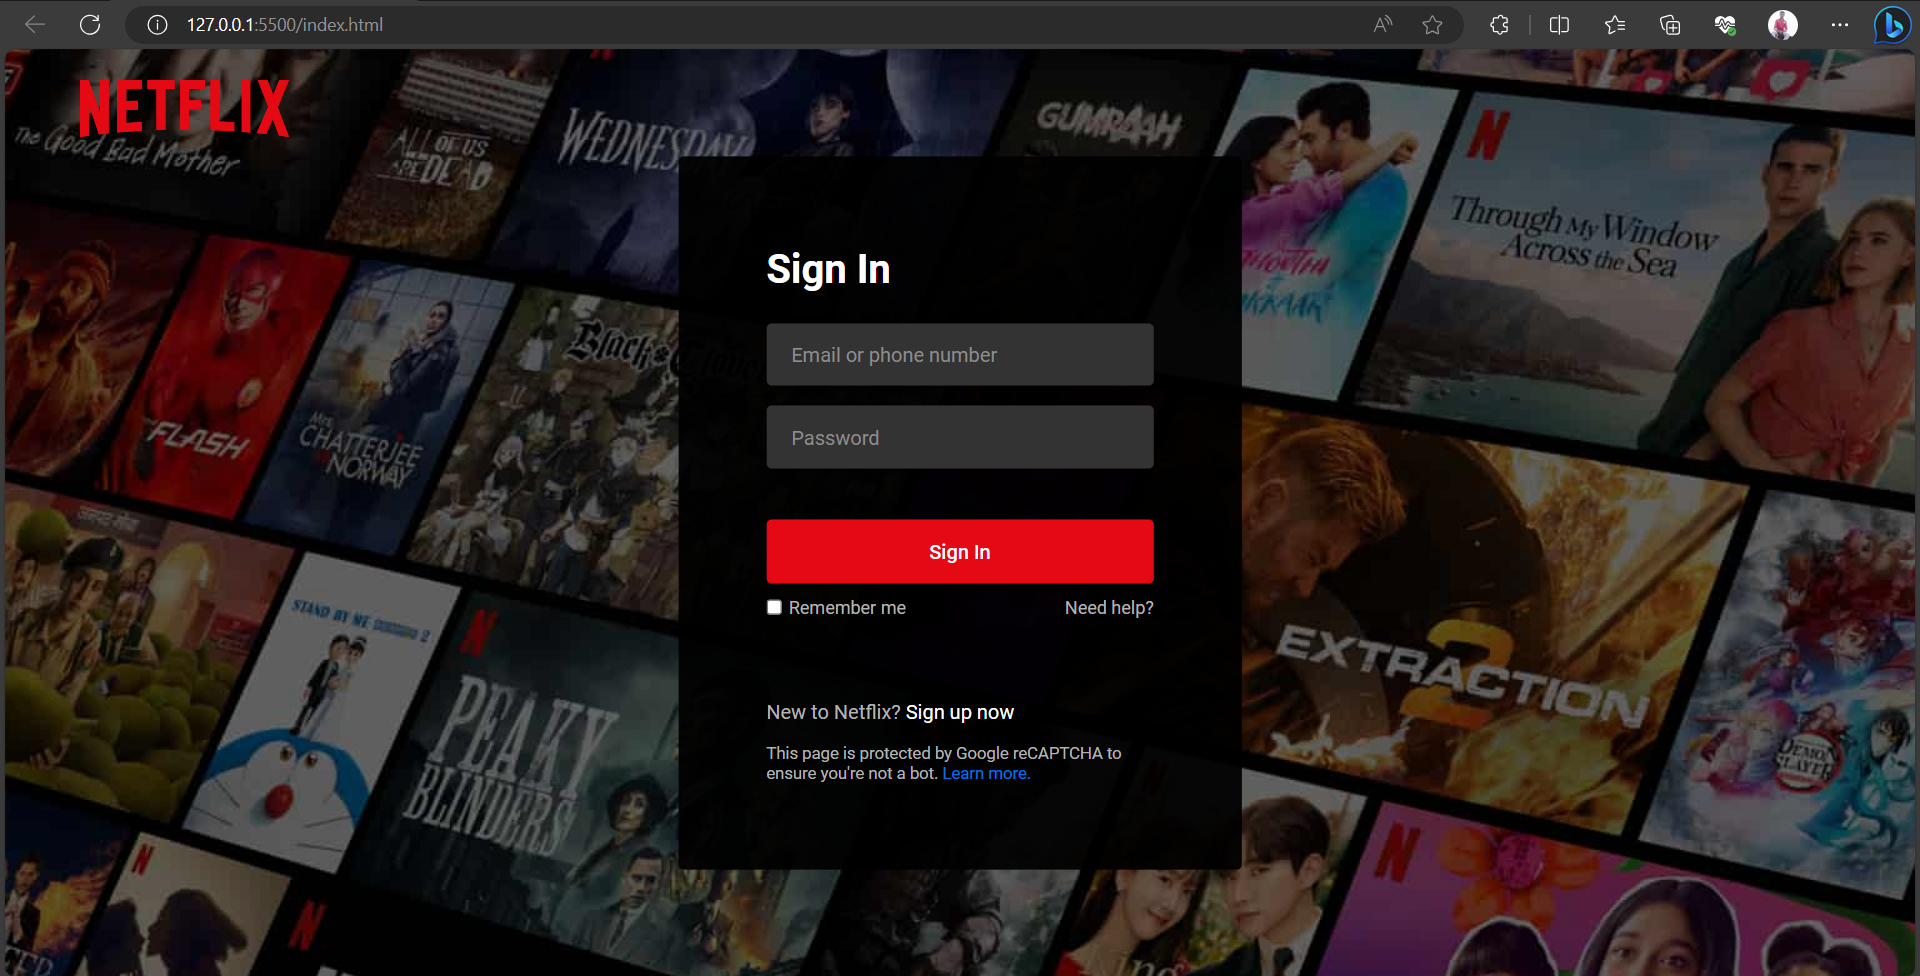 127.0.0.1:5500/index.html
NETFLIX
The Good Bad Mother
ALL OF US
ARE DEAD
WEDNESDAY
GUMRAAH
N
Through My Window
Across the Sea
Sign In
Email or phone number
Password
Sign In
Remember me
Need help?
New to Netflix? Sign up now
This page is protected by Google reCAPTCHA to
ensure you're not a bot. Learn more.
Black Clover
FLASH
Mrs.
CHATTERJEE
NORWAY
STAND BY ME
2
N
PEAKY
BLINDERS
EXTRACTION
2
DEMON
SLAYER
N
N
N